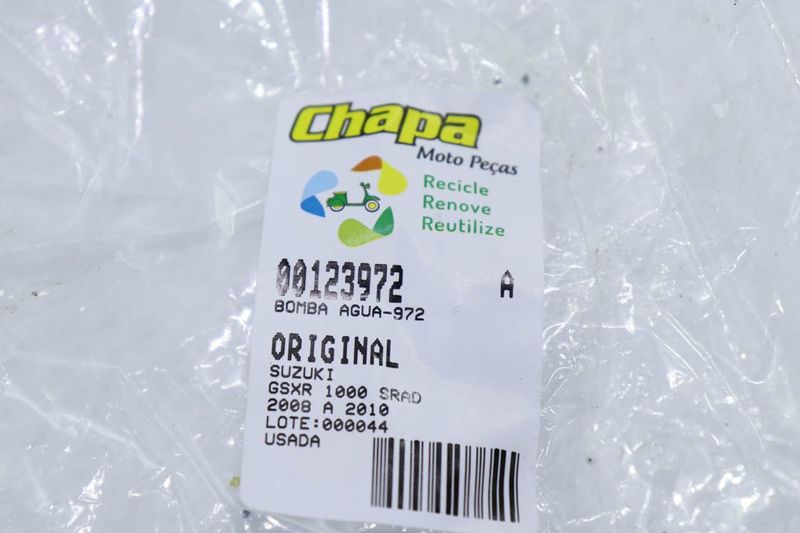 Chapa
Moto Peças
Recicle
Renove
Reutilize
00123972 A
BOMBA AGUA-972
ORIGINAL
SUZUKI
GSXR 1000 SRAD
2008 A 2010
LOTE:000044
USADA